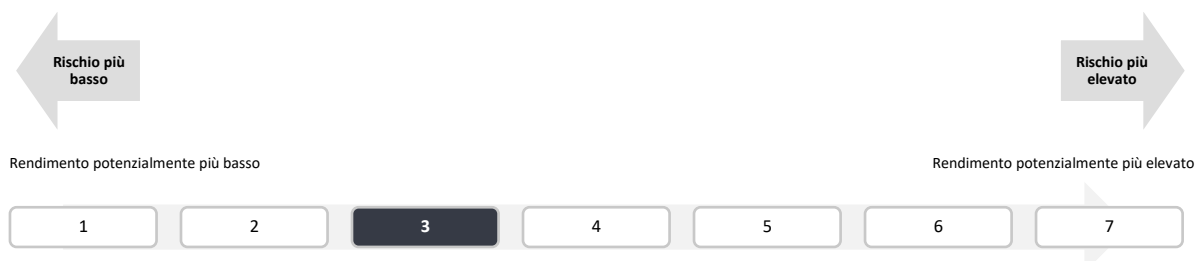 Rischio più
basso
Rischio più
elevato
Rendimento potenzialmente più basso
Rendimento potenzialmente più elevato
1 2 3 4 5 6 7